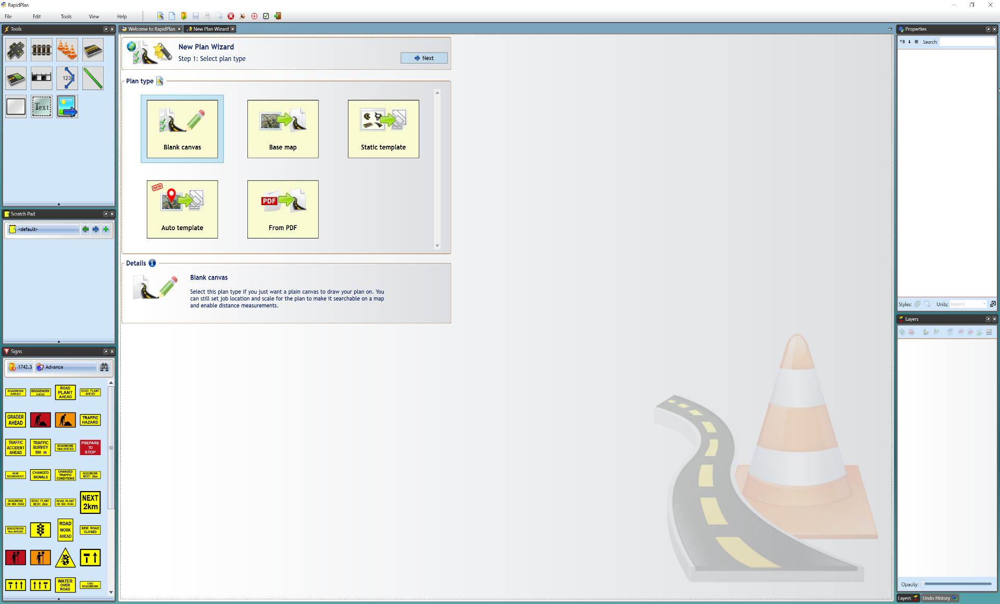 RapidPlan
File Edit Tools View Help
Tools
Welcome to RapidPlan New Plan Wizard
Properties
Search:
New Plan Wizard
Step 1: Select plan type
Next
Plan type
Blank canvas Base map Static template
NEW
PDF
Auto template From PDF
Details
Blank canvas
Select this plan type if you just want a plain canvas to draw your plan on. You
can still set job location and scale for the plan to make it searchable on a map
and enable distance measurements.
123
Text
Scratch Pad
<default>
Signs
1742.3 Advance
ROADWORK
AHEAD
BRIDGEWORK
AHEAD
ROAD
PLANT
AHEAD
ROAD PLANT
AHEAD
GRADER
AHEAD
TRAFFIC
HAZARD
TRAFFIC
ACCIDENT
AHEAD
TRAFFIC
SURVEY
500 m
ROADWORK
1km AHEAD
PREPARE
TO
STOP
NEW
ROUNDABOUT
CHANGED
SIGNALS
CHANGED
TRAFFIC
CONDITIONS
ROADWORK
NEXT 2km
ROADWORK
ON SIDE ROAD
ROAD PLANT
NEXT 2km
ROAD PLANT
ON SIDE ROAD
NEXT
2km
BRIDGEWORK
1km AHEAD
ROAD
WORK
AHEAD
SIDE ROAD
CLOSED
WATER
OVER
ROAD
END
ROADWORK
Styles: Units: Meters
Layers
Opacity:
Layers Undo History